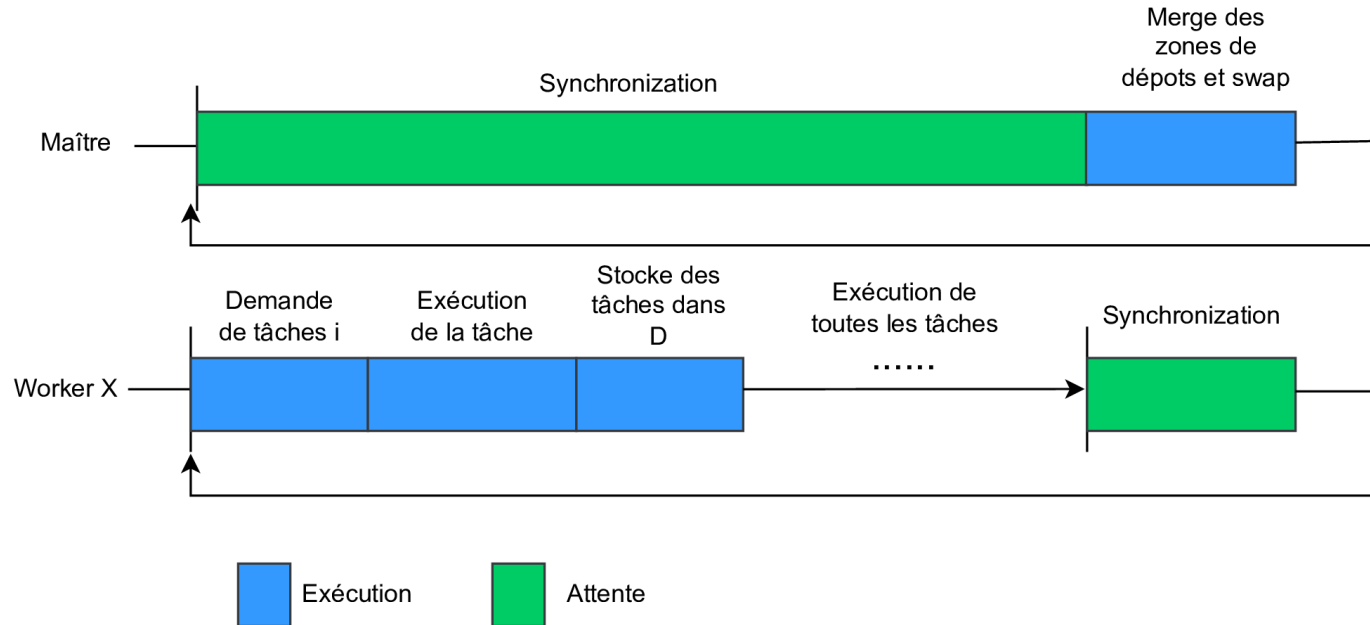 Merge des
zones de
dépots et swap
Synchronization
Maître
Stocke des
tâches dans
D
Demande
de tâches i
Exécution
de la tâche
Exécution de
toutes les tâches
......
Synchronization
Worker X
Exécution
Attente